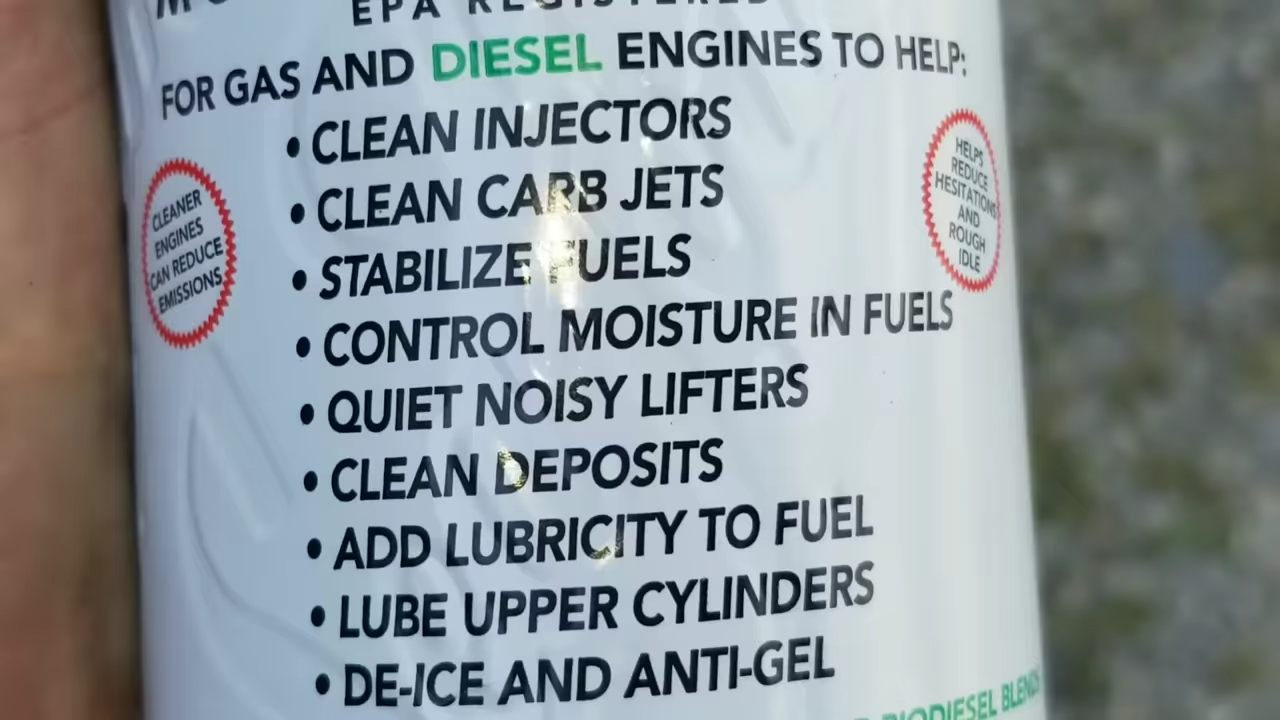 EPA REGISTERED
FOR GAS AND DIESEL ENGINES TO HELP:
• CLEAN INJECTORS
• CLEAN CARB JETS
• STABILIZE FUELS
• CONTROL MOISTURE IN FUELS
• QUIET NOISY LIFTERS
• CLEAN DEPOSITS
• ADD LUBRICITY TO FUEL
• LUBE UPPER CYLINDERS
• DE-ICE AND ANTI-GEL
CLEANER
ENGINES
CAN REDUCE
EMISSIONS
HELPS
REDUCE
HESITATIONS
AND
ROUGH
IDLE
BIODIESEL BLENDS